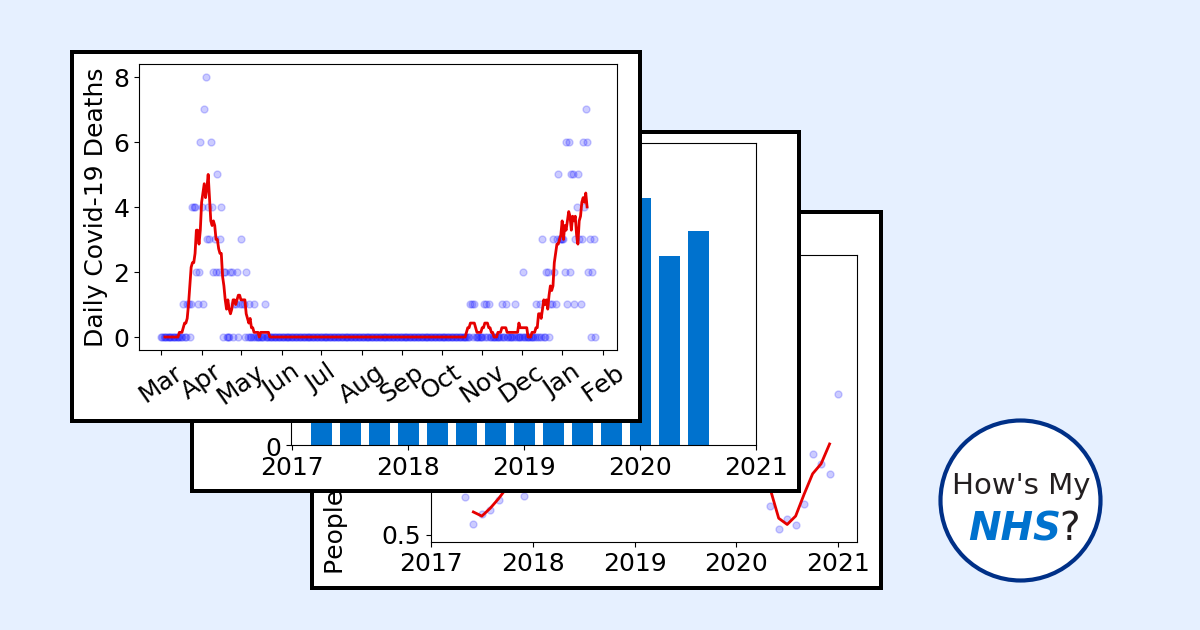 Daily Covid-19 Deaths
8
6
4
2
0
Mar Apr May Jun Jul Aug Sep Oct Nov Dec Jan Feb
0
2017 2018 2019 2020 2021
People
0.5
2017 2018 2019 2020 2021
How's My
NHS?